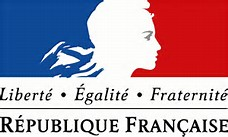 Liberté • Égalité • Fraternité
RÉPUBLIQUE FRANÇAISE